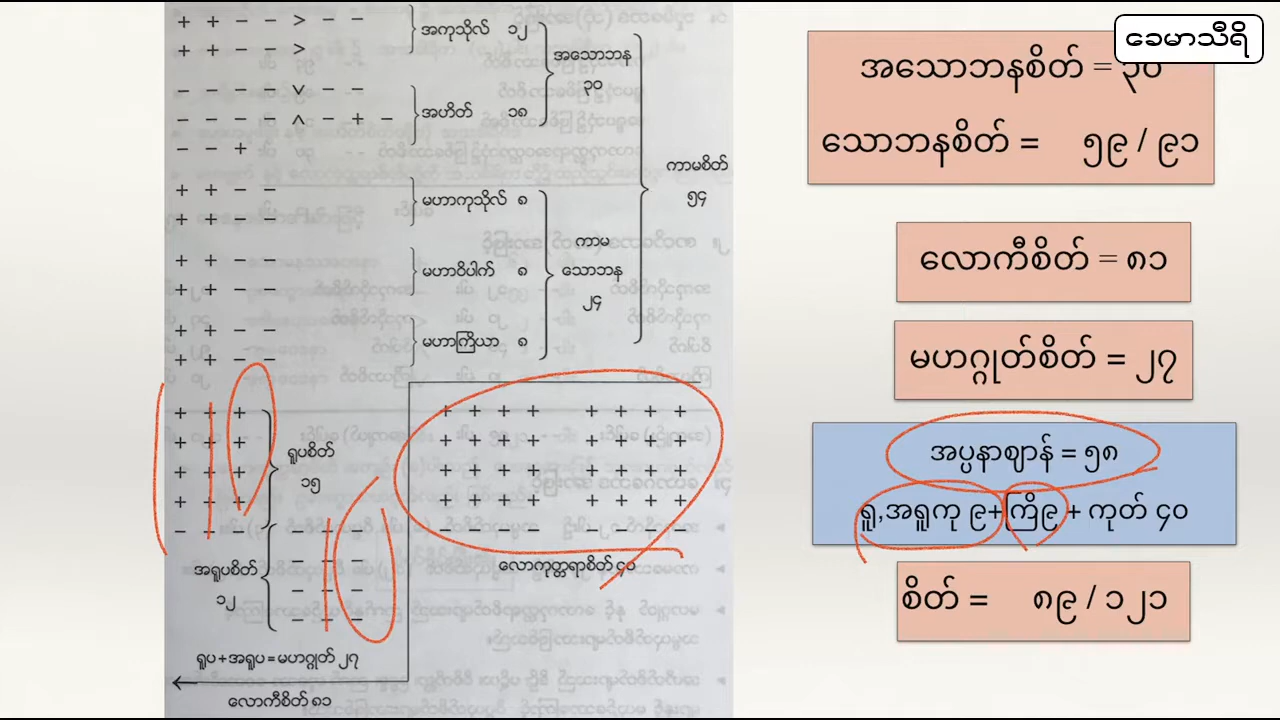 ခေမာသီရိ
+ + − − > − −
+ + − − >
အကုသိုလ် ၁၂
− − − − ˅ − −
− − − − ˄ − + −
− − +
အဟိတ် ၁၈
အသောဘန
၃၀
+ + − −
+ + − −
မဟာကုသိုလ် ၈
+ + − −
+ + − −
မဟာဝိပါက် ၈
+ + − −
+ + − −
မဟာကြိယာ ၈
ကာမ
သောဘန
၂၄
ကာမစိတ်
၅၄
+ + +
+ + +
+ + +
+ + +
− − −
ရူပစိတ်
၁၅
− − −
− − −
− − −
− − −
အရူပစိတ်
၁၂
+ + + + + + + +
+ + + + + + + +
+ + + + + + + +
+ + + + + + + +
− − − − − − − −
လောကုတ္တရာစိတ် ၄၀
ရူပ + အရူပ = မဟဂ္ဂုတ် ၂၇
လောကီစိတ် ၈၁
အသောဘနစိတ် = ၃၀
သောဘနစိတ် = ၅၉ / ၉၁
လောကီစိတ် = ၈၁
မဟဂ္ဂုတ်စိတ် = ၂၇
အပ္ပနာဈာန် = ၅၈
ရူ,အရူကု ၉+ကြိ၉ + ကုတ် ၄၀
စိတ် = ၈၉ / ၁၂၁